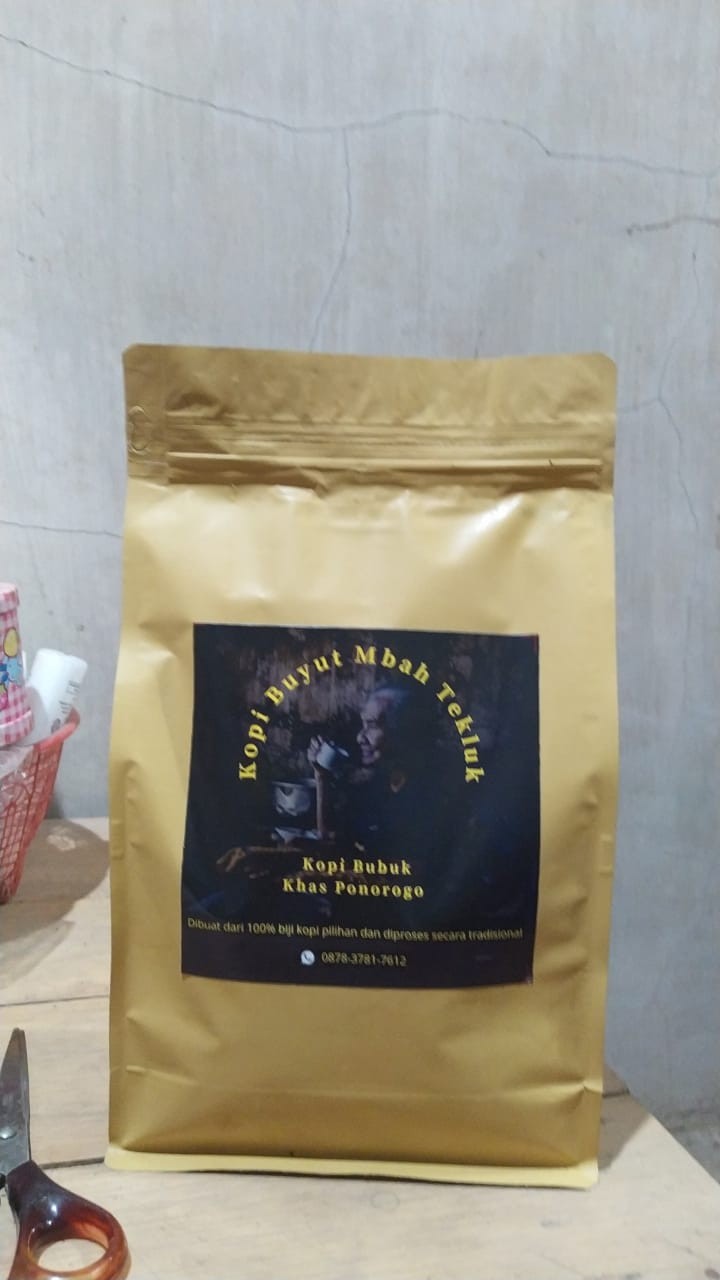 Kopi Buyut Mbah Tekluk
Kopi Bubuk
Khas Ponorogo
Dibuat dari 100% biji kopi pilihan dan diproses secara tradisional
0878-3781-7612